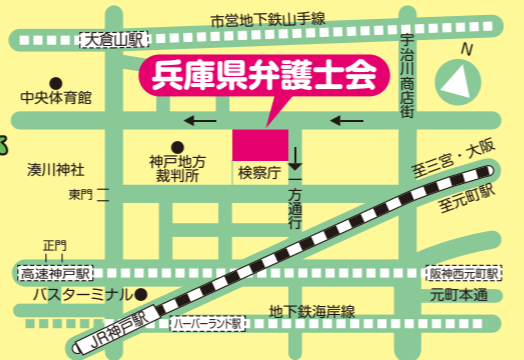 市営地下鉄山手線
大倉山駅
宇治川商店街
N
兵庫県弁護士会
中央体育館
神戸地方
裁判所
検察庁
一方通行
湊川神社
東門
至三宮・大阪
至元町駅
正門
高速神戸駅
阪神西元町駅
バスターミナル
元町本通
JR神戸駅
ハーバーランド駅
地下鉄海岸線